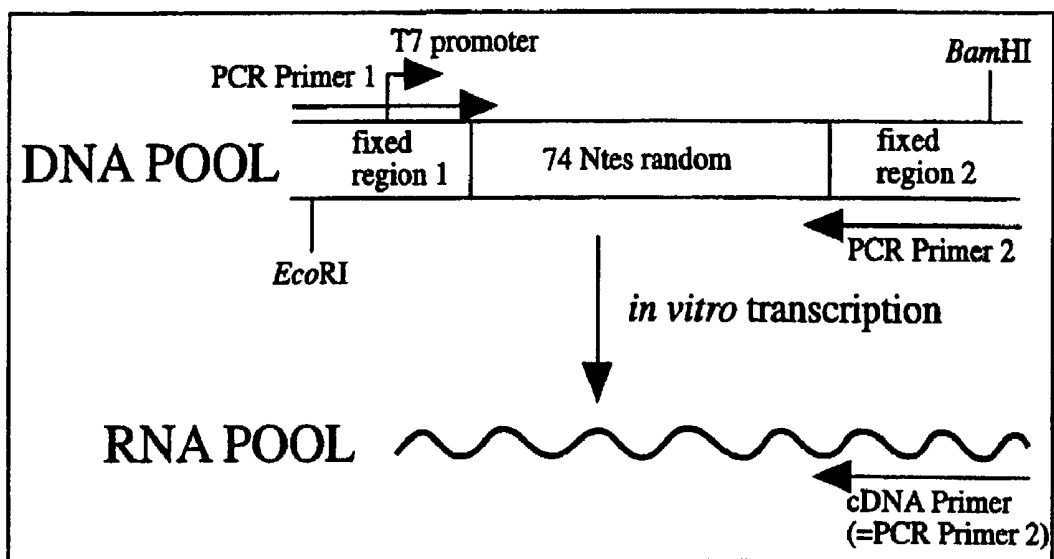 T7 promoter
BamHI
PCR Primer 1
DNA POOL
fixed
region 1
74 Ntes random
fixed
region 2
EcoRI
PCR Primer 2
in vitro transcription
RNA POOL
cDNA Primer
(=PCR Primer 2)